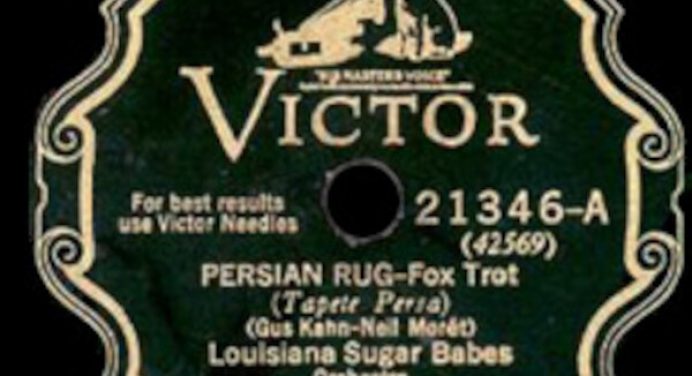 "HIS MASTER'S VOICE"
VICTOR
For best results
use Victor Needles
21346-A
(42569)
PERSIAN RUG-Fox Trot
(Tapete Persa)
(Gus Kahn-Neil Morét)
Louisiana Sugar Babes